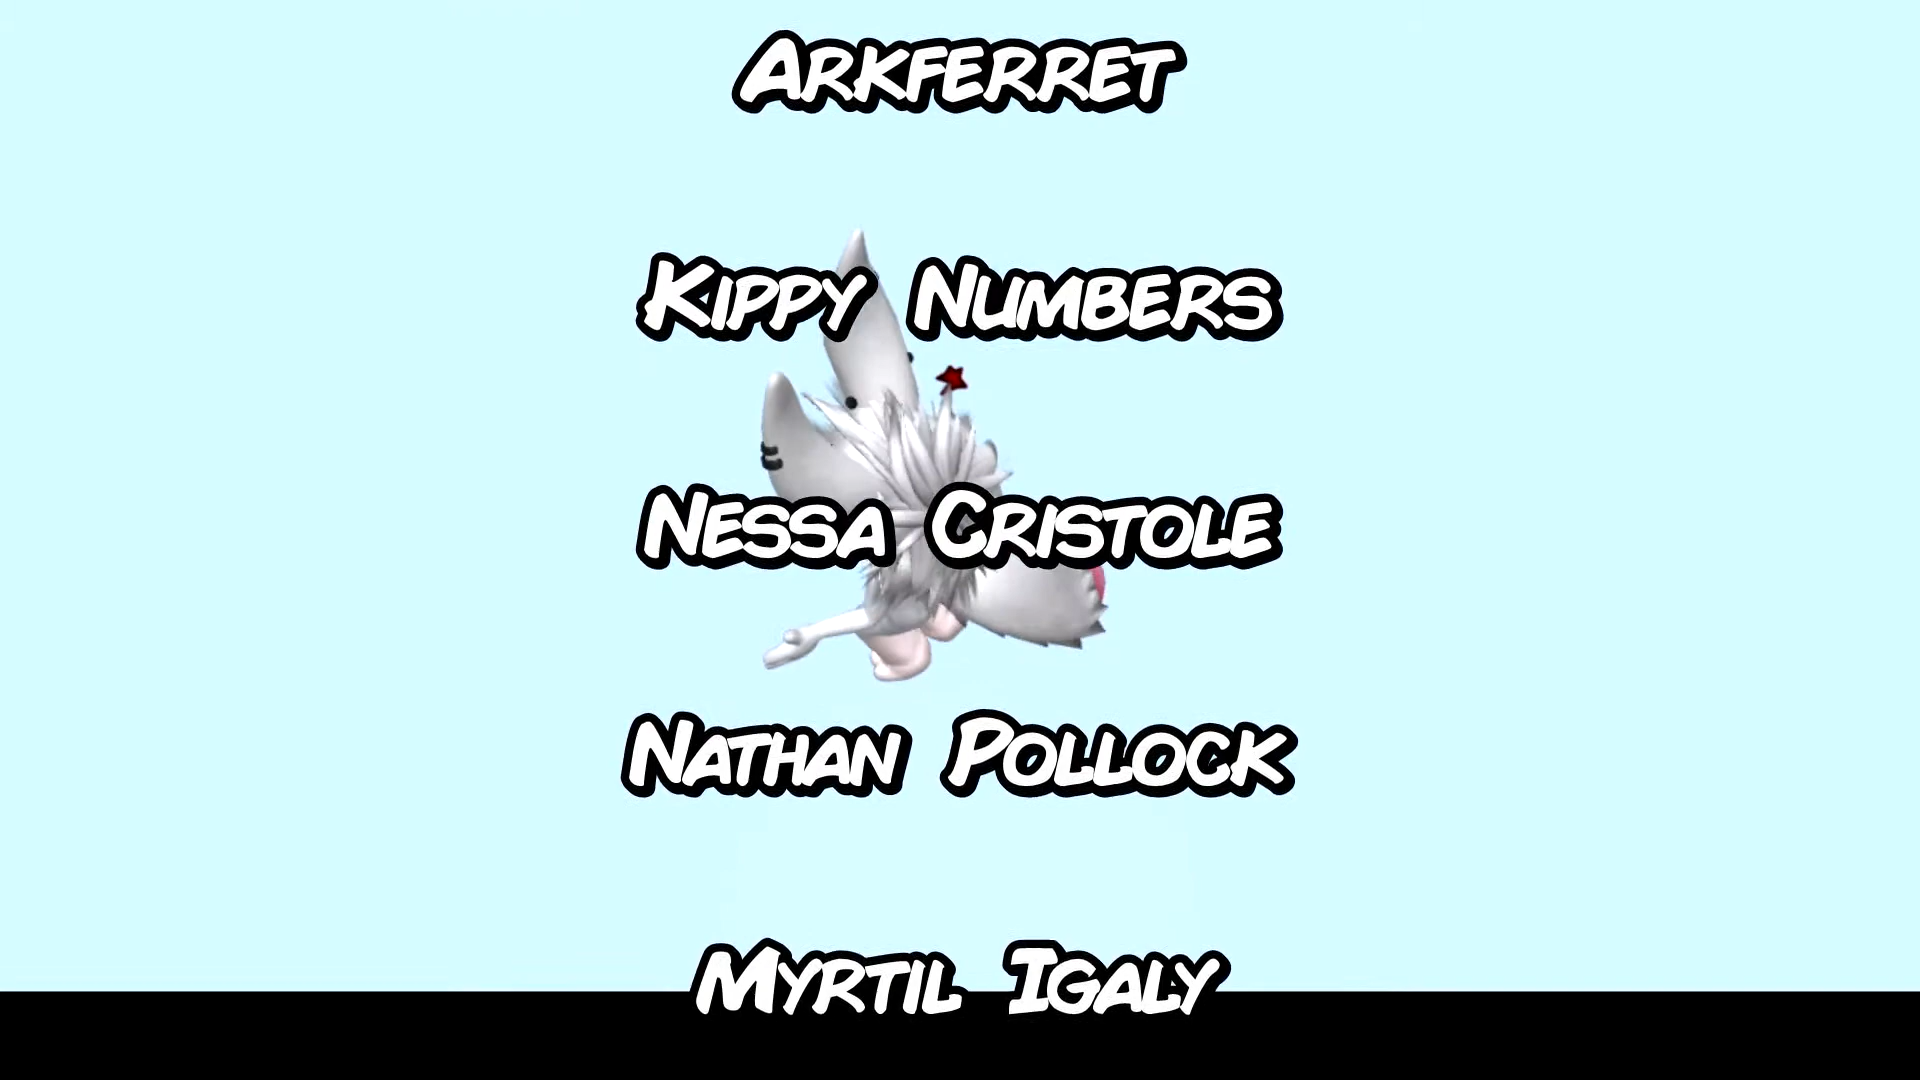 Arkferret
Kippy Numbers
Nessa Cristole
Nathan Pollock
Myrtil Igaly